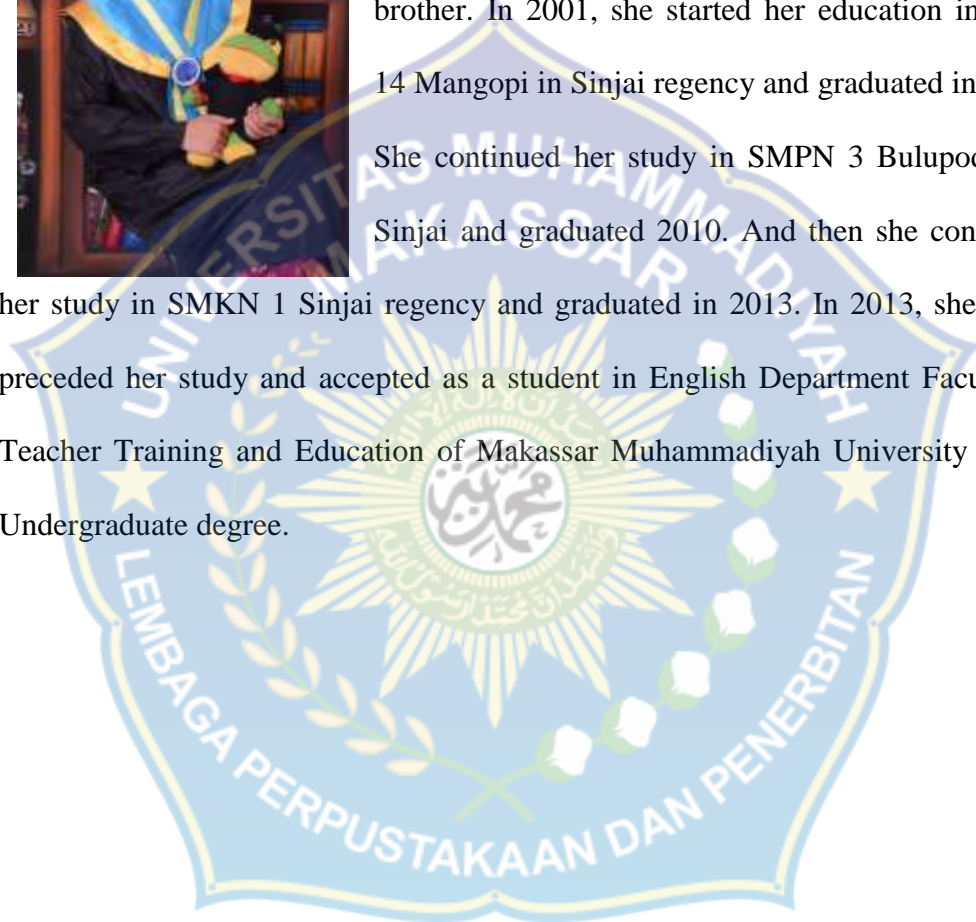 brother. In 2001, she started her education in
14 Mangopi in Sinjai regency and graduated in
She continued her study in SMPN 3 Bulupod
Sinjai and graduated 2010. And then she con
her study in SMKN 1 Sinjai regency and graduated in 2013. In 2013, she
preceded her study and accepted as a student in English Department Facu
Teacher Training and Education of Makassar Muhammadiyah University
Undergraduate degree.
UNIVERSITAS MUHAMMADIYAH
MAKASSAR
LEMBAGA PERPUSTAKAAN DAN PENERBITAN